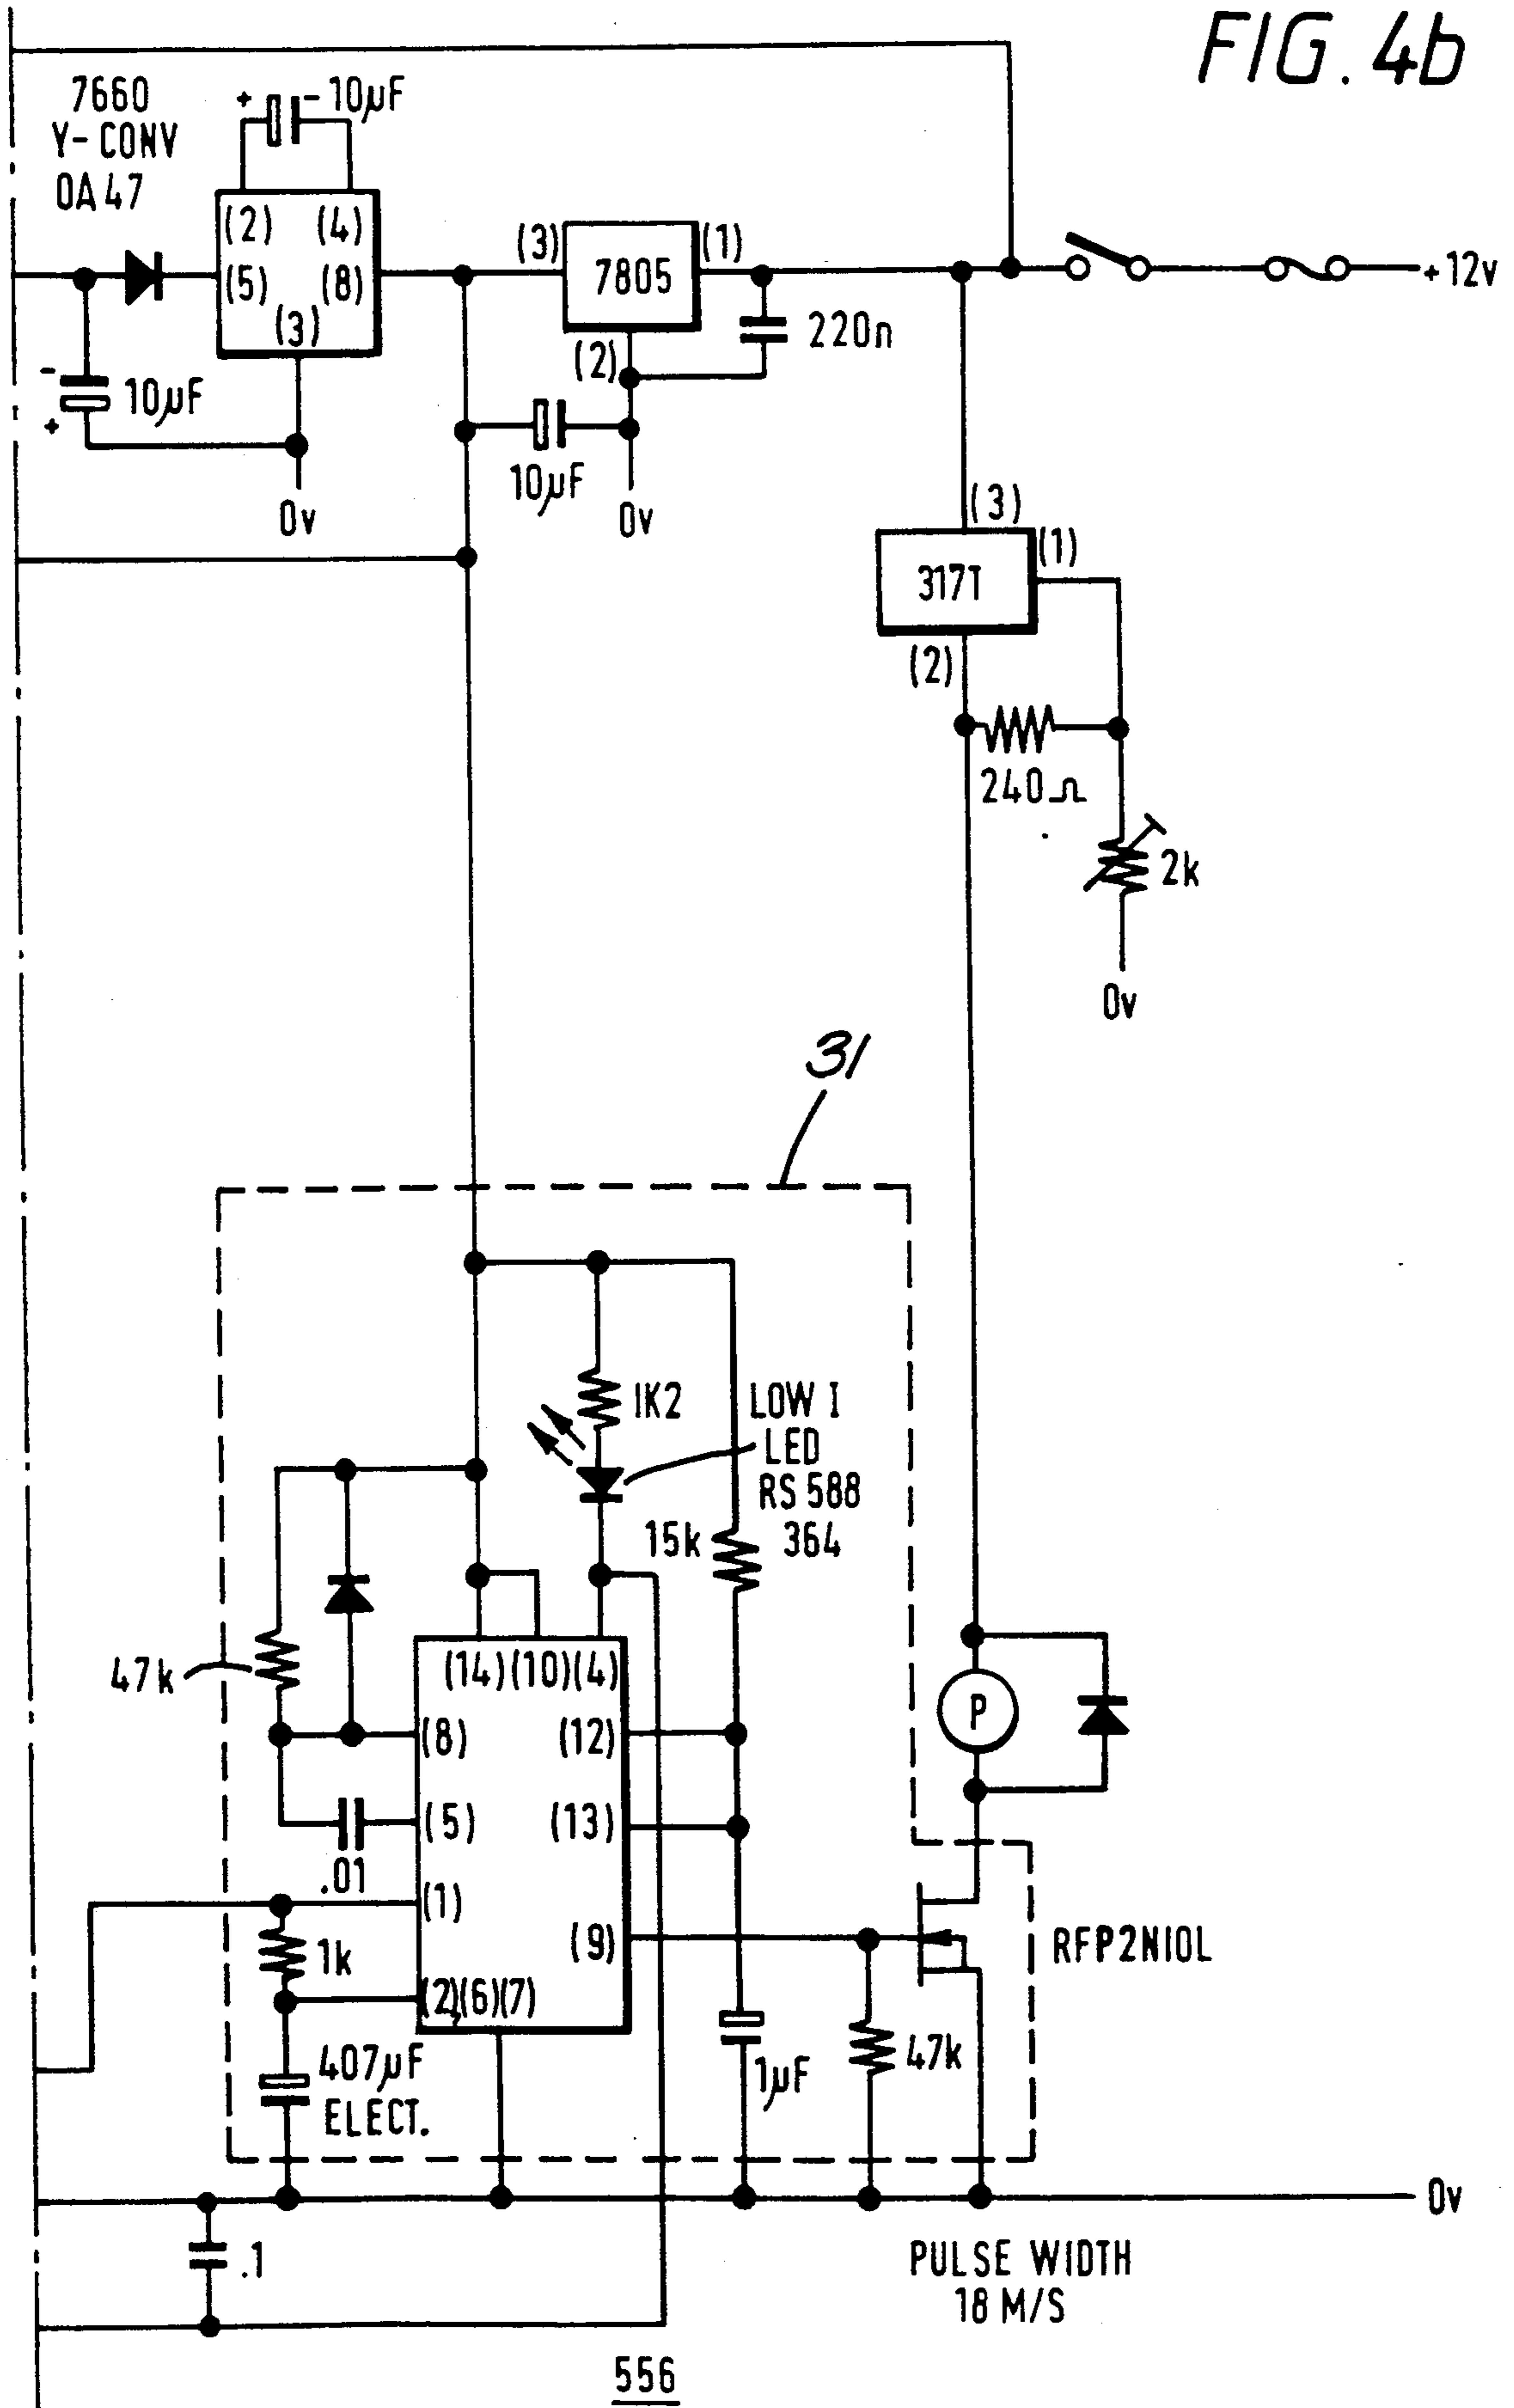 FIG. 4b
7660
Y-CONV
OA47
+
- 10µF
(2) (4)
(5) (8)
(3)
-
+
10µF
0v
(3)
7805
(1)
(2)
220n
10µF
0v
+12v
(3)
317T
(1)
(2)
240Ω
2k
0v
31
1K2
LOW I
LED
RS 588
364
15k
47k
(14)(10)(4)
(8) (12)
(5) (13)
.01
(1)
(9)
1k
(2),(6)(7)
407µF
ELECT.
1µF
47k
P
RFP2N10L
0v
.1
PULSE WIDTH
18 M/S
556